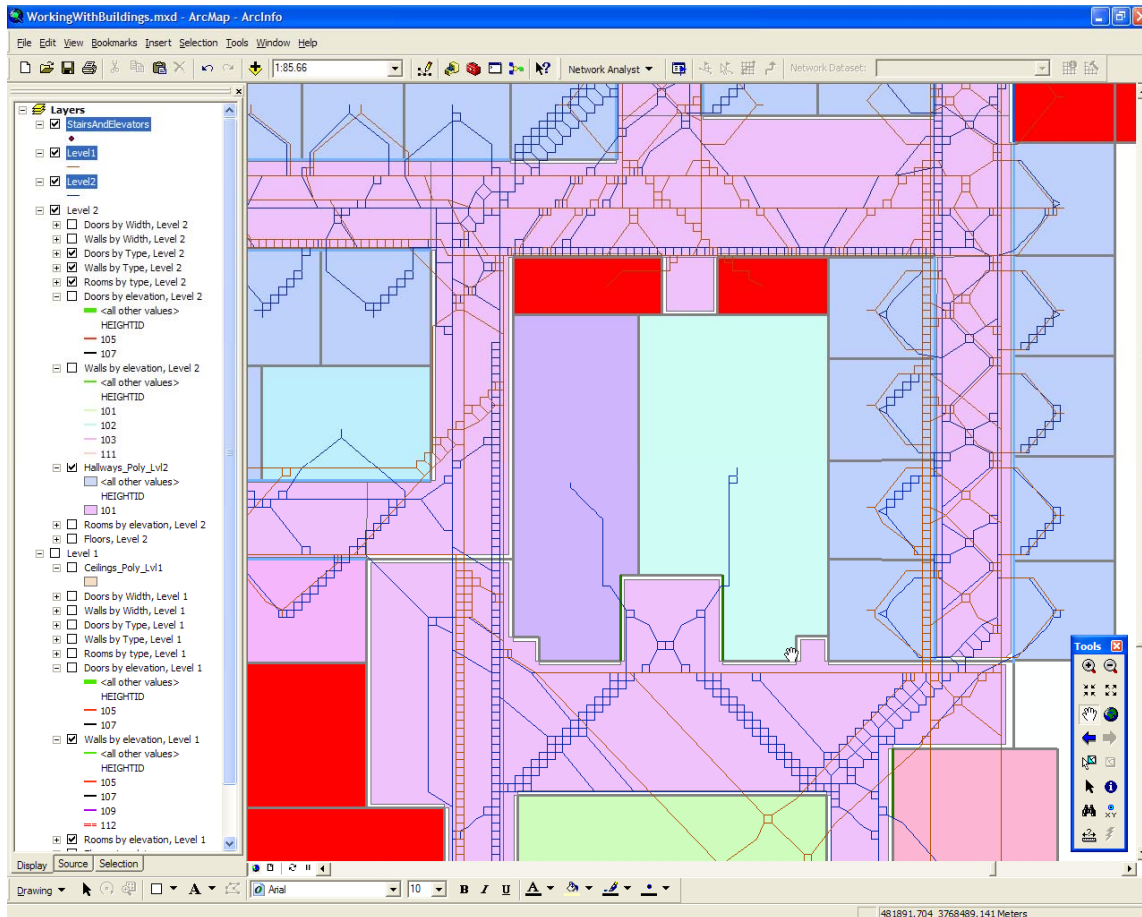 WorkingWithBuildings.mxd - ArcMap - ArcInfo
File Edit View Bookmarks Insert Selection Tools Window Help
1:85.66 Network Analyst Network Dataset:
Layers
StairsAndElevators
Level1
Level2
Level 2
Doors by Width, Level 2
Walls by Width, Level 2
Doors by Type, Level 2
Walls by Type, Level 2
Rooms by type, Level 2
Doors by elevation, Level 2
<all other values>
HEIGHTID
105
107
Walls by elevation, Level 2
<all other values>
HEIGHTID
101
102
103
111
Hallways_Poly_Lvl2
<all other values>
HEIGHTID
101
Rooms by elevation, Level 2
Floors, Level 2
Level 1
Ceilings_Poly_Lvl1
Doors by Width, Level 1
Walls by Width, Level 1
Doors by Type, Level 1
Walls by Type, Level 1
Rooms by type, Level 1
Doors by elevation, Level 1
<all other values>
HEIGHTID
105
107
Walls by elevation, Level 1
<all other values>
HEIGHTID
105
107
109
112
Rooms by elevation, Level 1
Display Source Selection
Tools
Drawing A Arial 10 B I U A
481891.704 3768489.141 Meters